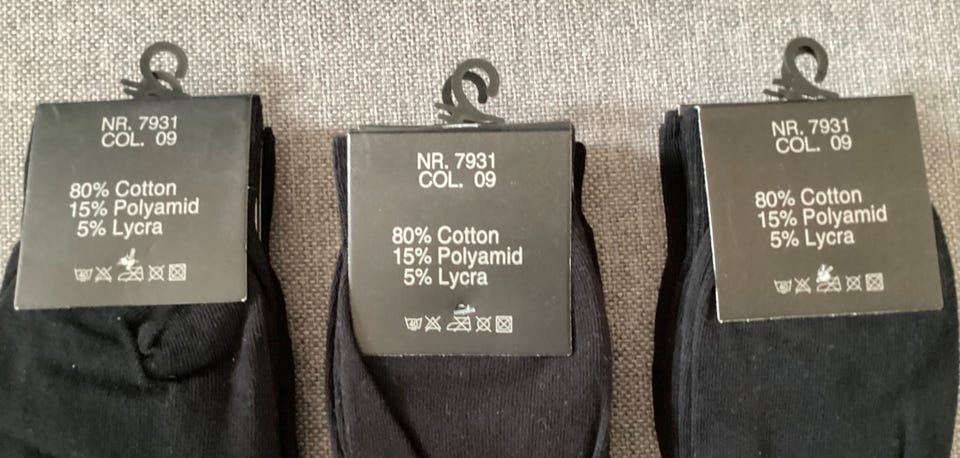 NR. 7931
COL. 09
80% Cotton
15% Polyamid
5% Lycra
NR. 7931
COL. 09
80% Cotton
15% Polyamid
5% Lycra
40
NR. 7931
COL. 09
80% Cotton
15% Polyamid
5% Lycra